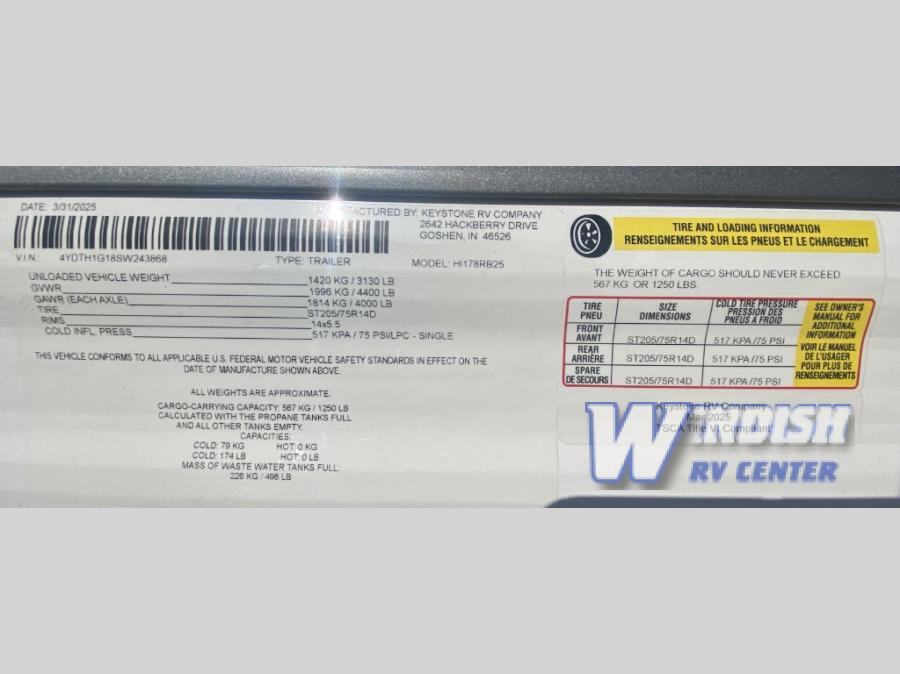 DATE: 3/31/2025
MANUFACTURED BY: KEYSTONE RV COMPANY
2642 HACKBERRY DRIVE
GOSHEN, IN 46526
V.I.N.: 4YDTH1G18SW243868 TYPE: TRAILER MODEL: HI178RB25
UNLOADED VEHICLE WEIGHT 1420 KG / 3130 LB
GVWR 1996 KG / 4400 LB
GAWR (EACH AXLE) 1814 KG / 4000 LB
TIRE ST205/75R14D
RIMS 14x5.5
COLD INFL. PRESS 517 KPA / 75 PSI/LPC - SINGLE
THIS VEHICLE CONFORMS TO ALL APPLICABLE U.S. FEDERAL MOTOR VEHICLE SAFETY STANDARDS IN EFFECT ON THE
DATE OF MANUFACTURE SHOWN ABOVE.
ALL WEIGHTS ARE APPROXIMATE.
CARGO-CARRYING CAPACITY: 567 KG / 1250 LB
CALCULATED WITH THE PROPANE TANKS FULL
AND ALL OTHER TANKS EMPTY.
CAPACITIES:
COLD: 79 KG HOT: 0 KG
COLD: 174 LB HOT: 0 LB
MASS OF WASTE WATER TANKS FULL:
226 KG / 498 LB
TIRE AND LOADING INFORMATION
RENSEIGNEMENTS SUR LES PNEUS ET LE CHARGEMENT
THE WEIGHT OF CARGO SHOULD NEVER EXCEED
567 KG OR 1250 LBS.
TIRE
PNEU
SIZE
DIMENSIONS
COLD TIRE PRESSURE
PRESSION DES
PNEUS A FROID
FRONT
AVANT
ST205/75R14D
517 KPA /75 PSI
REAR
ARRIÈRE
ST205/75R14D
517 KPA /75 PSI
SPARE
DE SECOURS
ST205/75R14D
517 KPA /75 PSI
SEE OWNER'S
MANUAL FOR
ADDITIONAL
INFORMATION
VOIR LE MANUEL
DE L'USAGER
POUR PLUS DE
RENSEIGNEMENTS
Keystone RV Company
Mar 2025
TSCA Title VI Compliant
WINDISH
RV CENTER